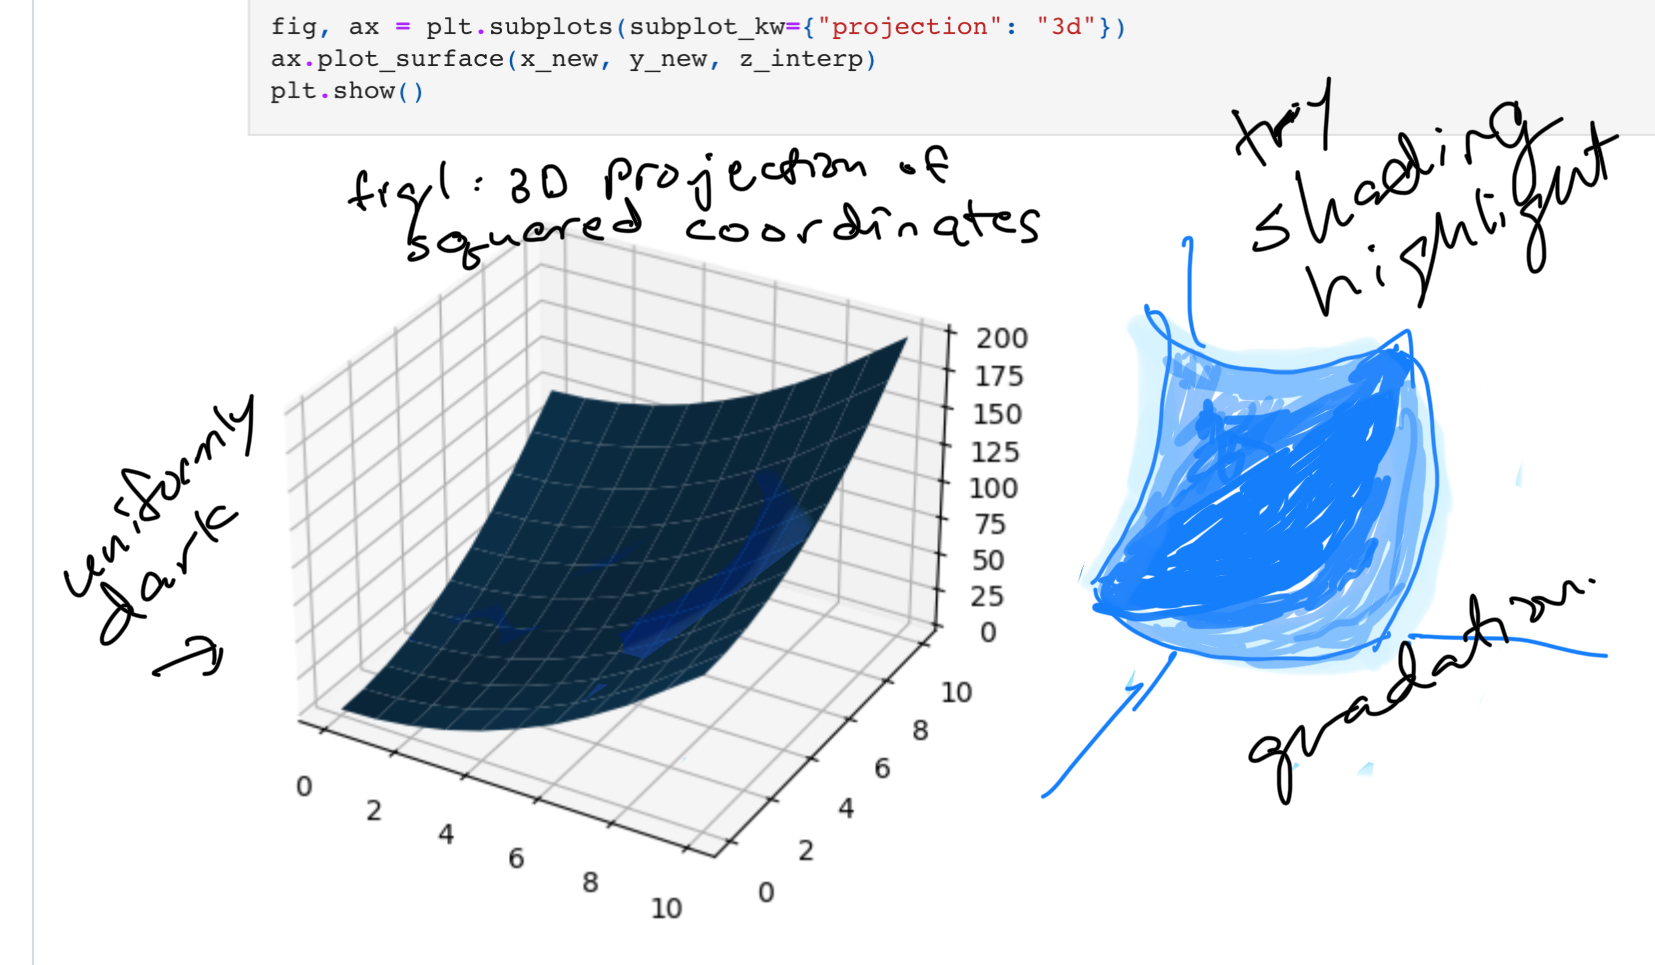 fig, ax = plt.subplots(subplot_kw={"projection": "3d"})
ax.plot_surface(x_new, y_new, z_interp)
plt.show()
fig1: 3D projection of
squared coordinates
try
shading
highlight
uniformly
dark
→
gradation.
200
175
150
125
100
75
50
25
0
10
8
6
4
2
0
0
2
4
6
8
10